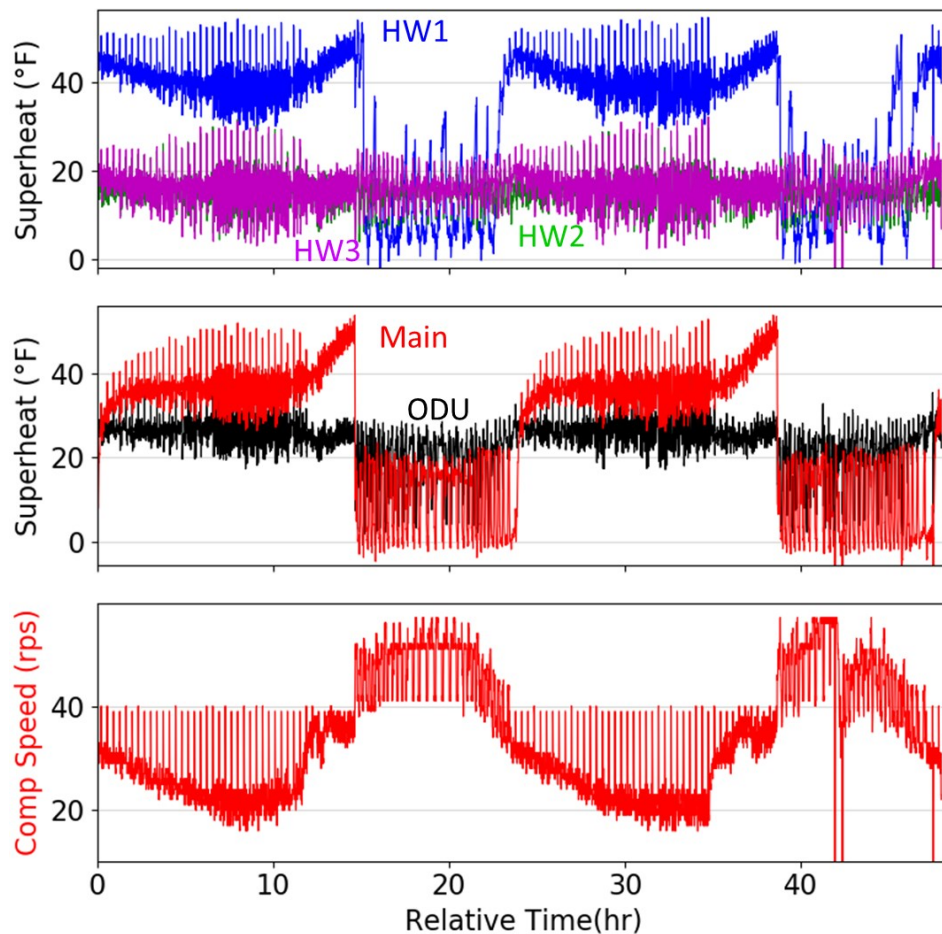 Superheat (°F)
40
20
0
HW1
HW2
HW3
Superheat (°F)
40
20
0
Main
ODU
Comp Speed (rps)
40
20
0
10
20
30
40
Relative Time(hr)